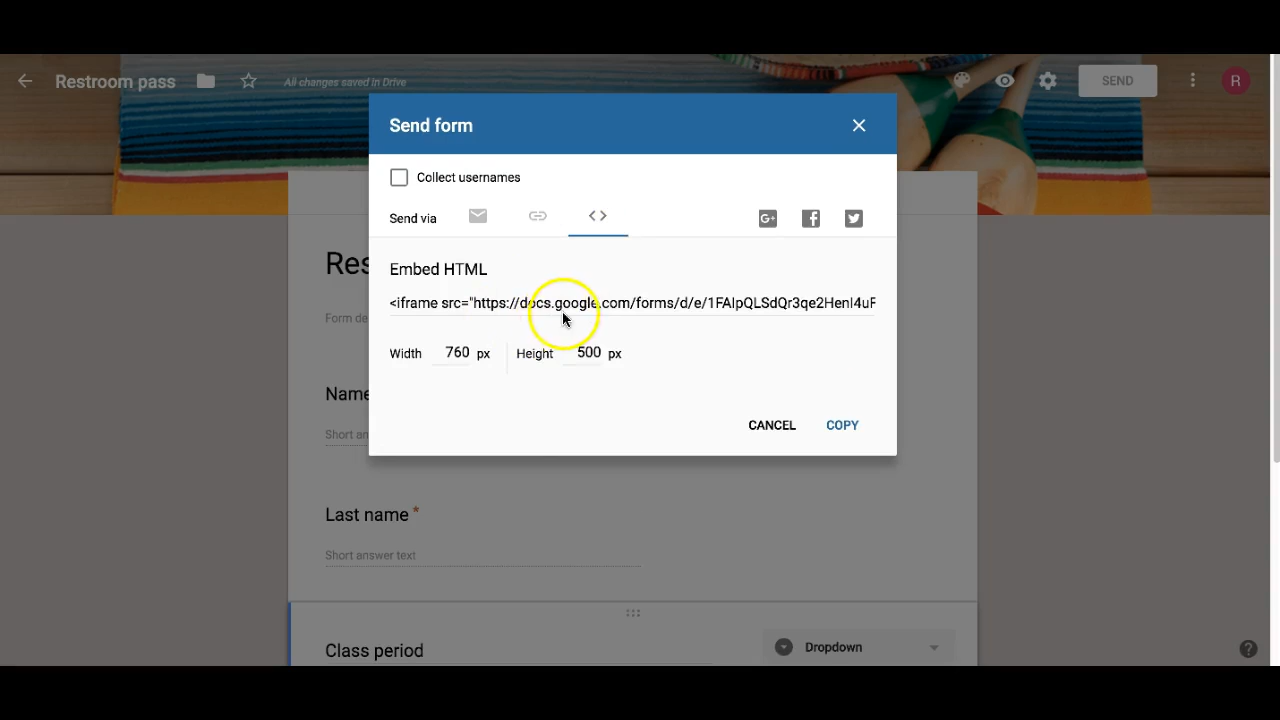 Restroom pass All changes saved in Drive SEND R
Send form
Collect usernames
Send via
Embed HTML
<iframe src="https://docs.google.com/forms/d/e/1FAIpQLSdQr3qe2HenI4uF
Width 760 px Height 500 px
CANCEL COPY
Res
Form de
Name
Short an
Last name *
Short answer text
Class period Dropdown